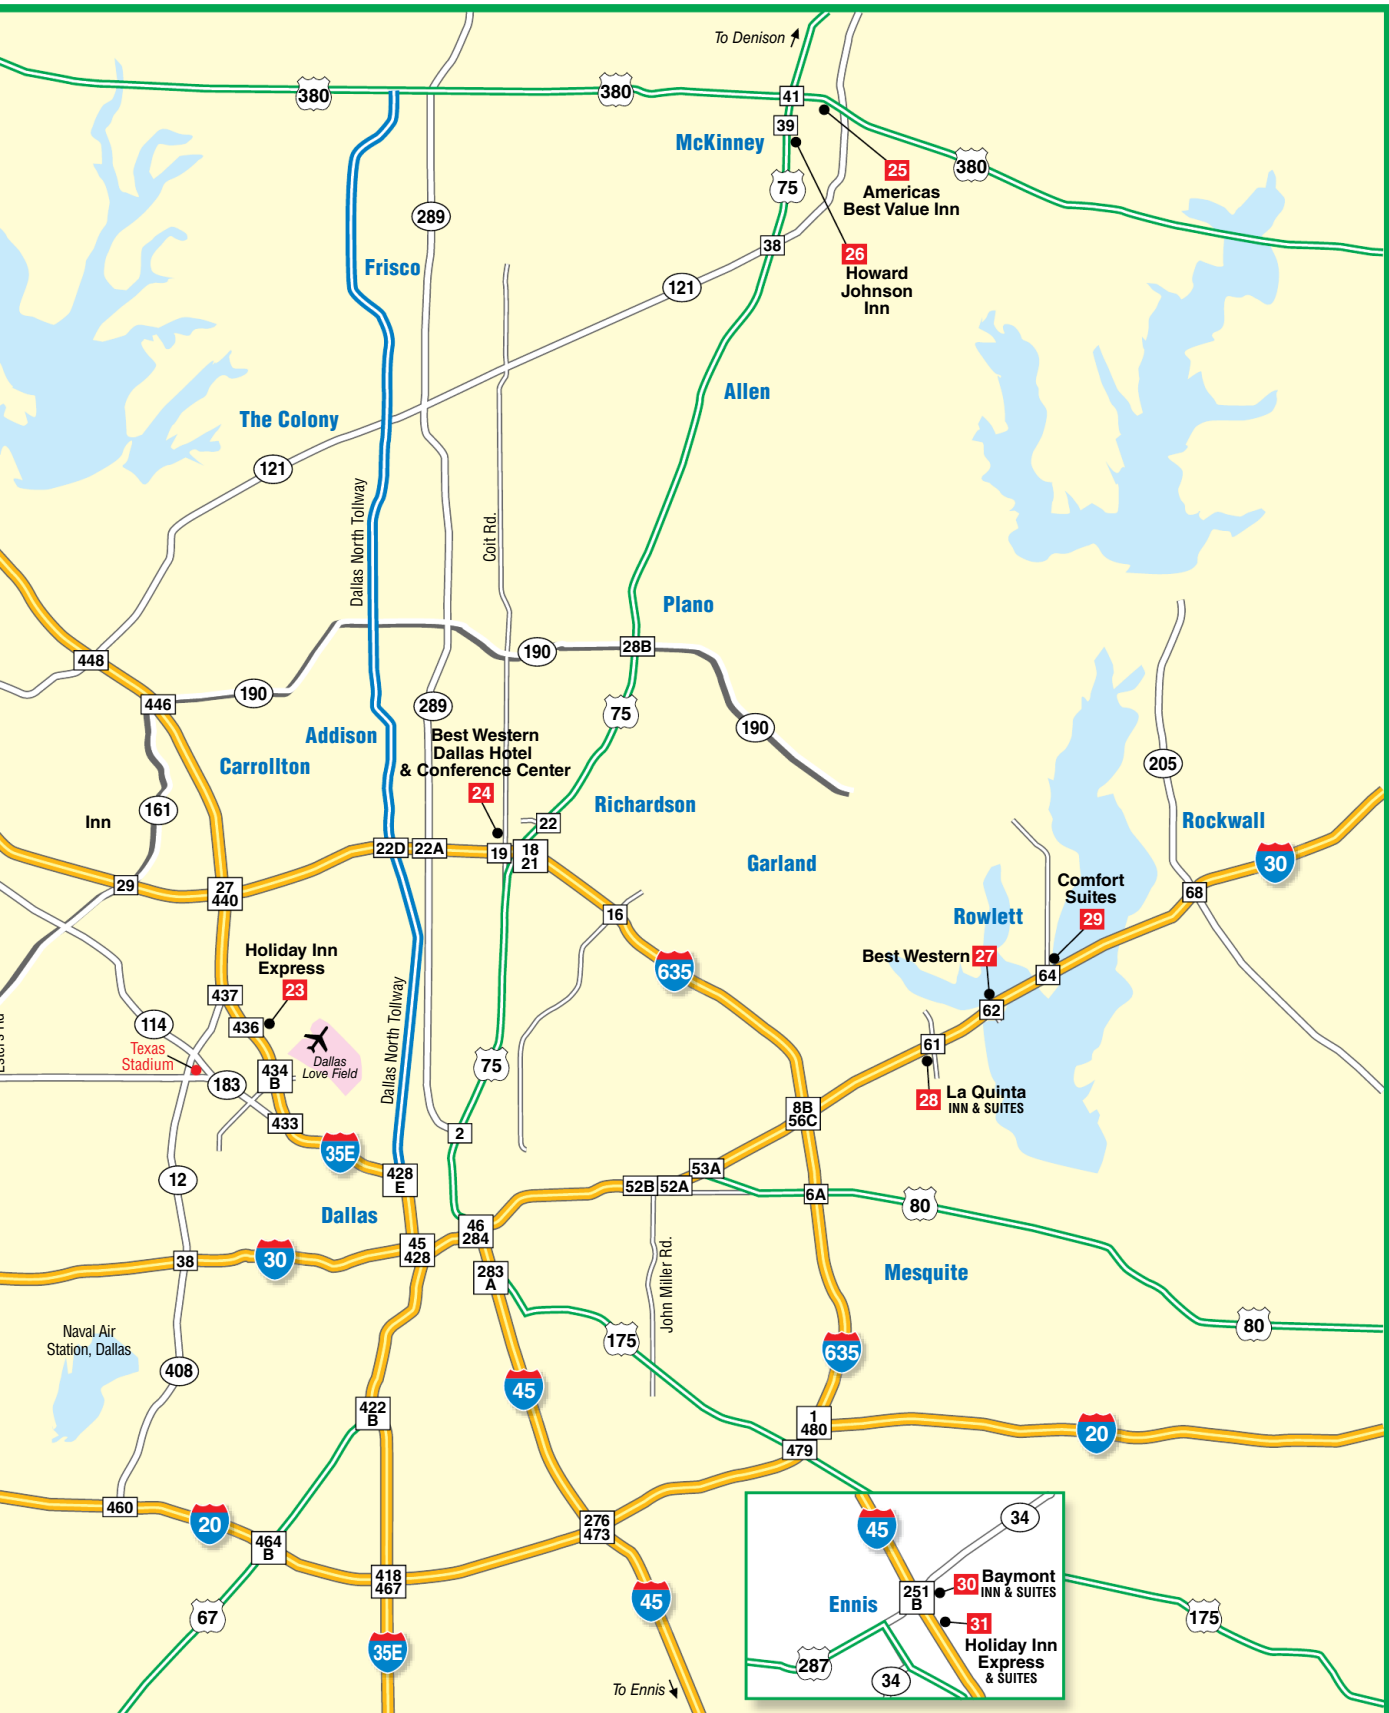 To Denison
380
380
41
39
McKinney
25
Americas
Best Value Inn
380
75
289
38
26
Howard
Johnson
Inn
Frisco
121
Allen
The Colony
121
Dallas North Tollway
Coit Rd.
Plano
448
190
28B
446
190
289
75
190
Addison
Best Western
Dallas Hotel
& Conference Center
Carrollton
24
205
161
Inn
Richardson
22
Rockwall
22D
22A
19
18
21
Garland
30
29
27
440
Comfort
Suites
68
16
Rowlett
29
Holiday Inn
Express
23
635
Best Western
27
64
437
436
62
114
Texas
Stadium
Dallas
Love Field
Dallas North Tollway
61
183
434
B
75
28
La Quinta
INN & SUITES
433
8B
56C
35E
2
12
428
E
53A
52B
52A
6A
80
Dallas
46
284
38
30
45
428
283
A
John Miller Rd.
Mesquite
Naval Air
Station, Dallas
175
80
408
635
45
422
B
1
480
20
479
460
20
464
B
276
473
45
34
418
467
251
B
30
Baymont
INN & SUITES
Ennis
45
67
31
Holiday Inn
Express
& SUITES
175
35E
287
34
To Ennis